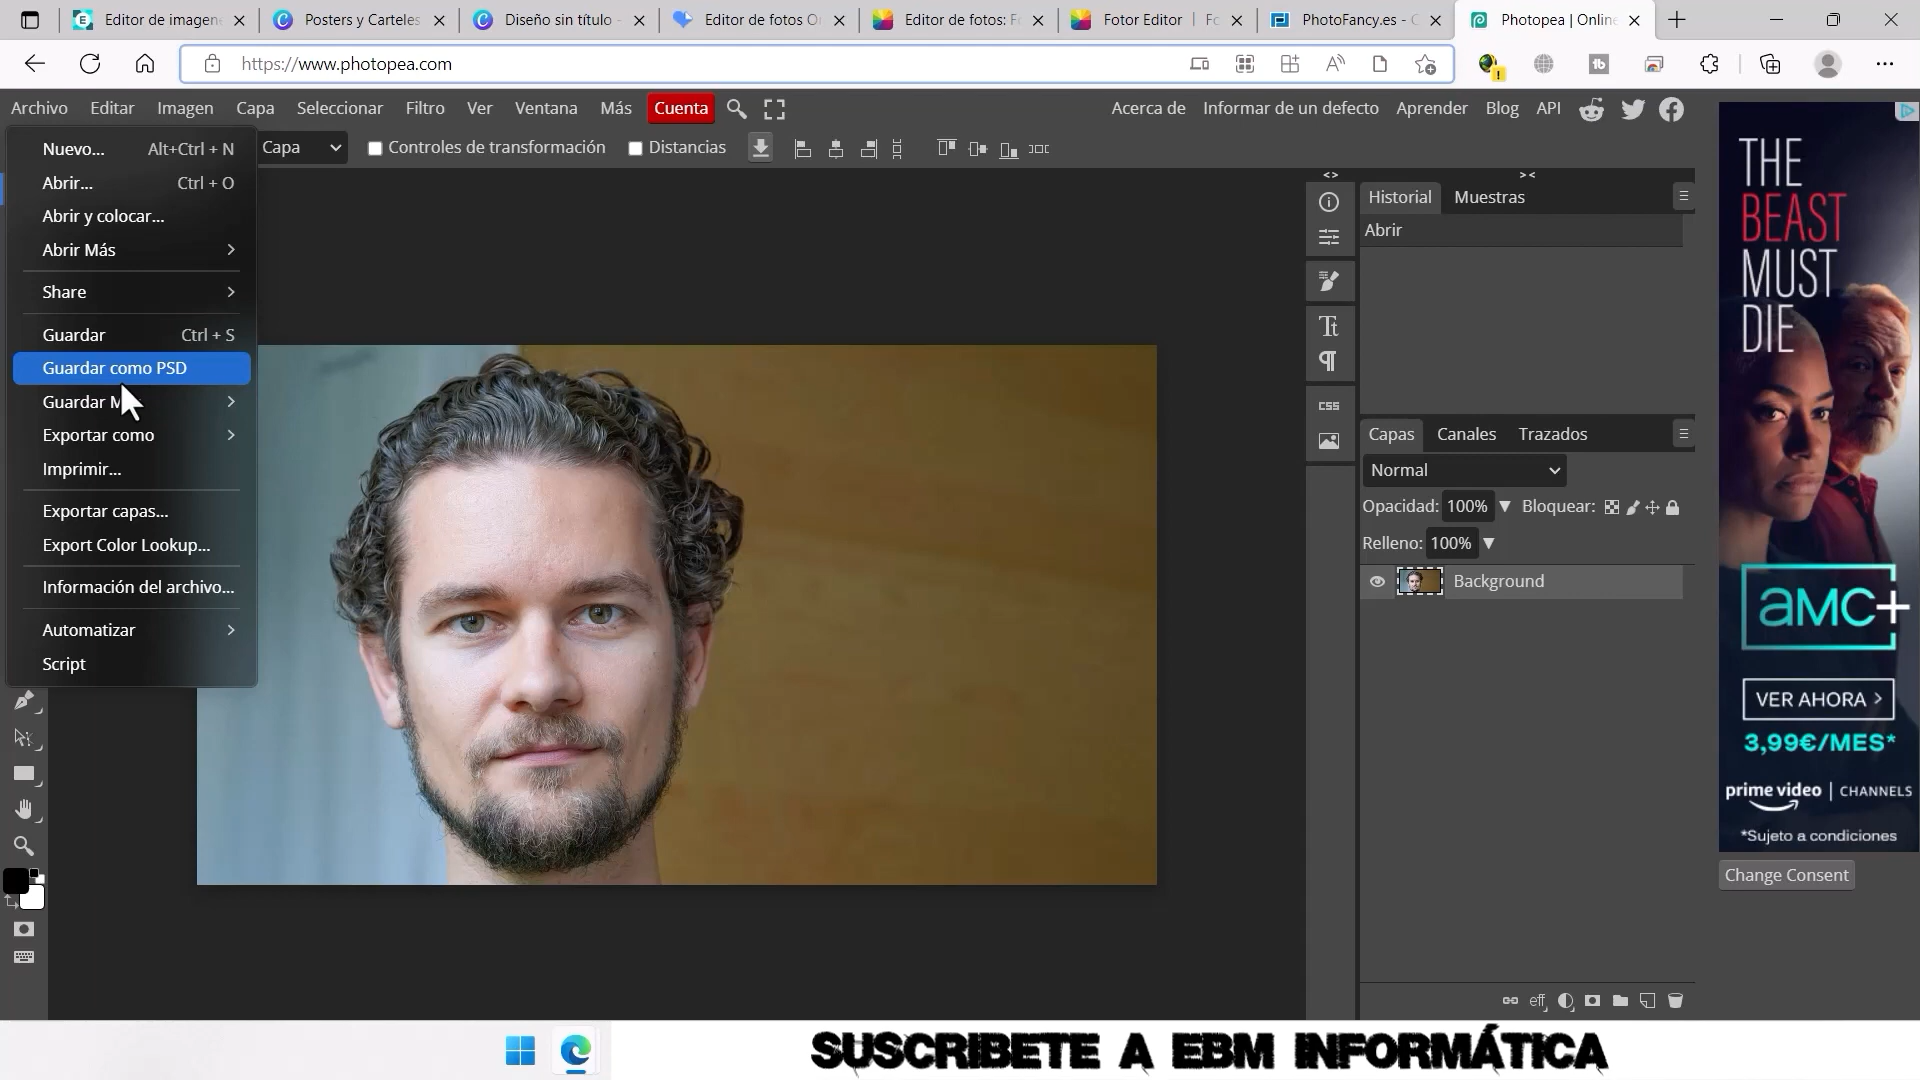 Editor de imagen
Posters y Carteles
Diseño sin título -
Editor de fotos O
Editor de fotos: F
Fotor Editor | Fo
PhotoFancy.es - C
Photopea | Online
https://www.photopea.com
Archivo Editar Imagen Capa Seleccionar Filtro Ver Ventana Más Cuenta
Acerca de Informar de un defecto Aprender Blog API
Capa
Controles de transformación
Distancias
Nuevo... Alt+Ctrl + N
Abrir... Ctrl + O
Abrir y colocar...
Abrir Más
Share
Guardar Ctrl + S
Guardar como PSD
Guardar M
Exportar como
Imprimir...
Exportar capas...
Export Color Lookup...
Información del archivo...
Automatizar
Script
<>
><
Historial Muestras
Abrir
CSS
Capas Canales Trazados
Normal
Opacidad: 100% Bloquear:
Relleno: 100%
Background
eff
THE
BEAST
MUST
DIE
aMC+
VER AHORA >
3,99€/MES*
prime video | CHANNELS
*Sujeto a condiciones
Change Consent
SUSCRIBETE A EBM INFORMÁTICA